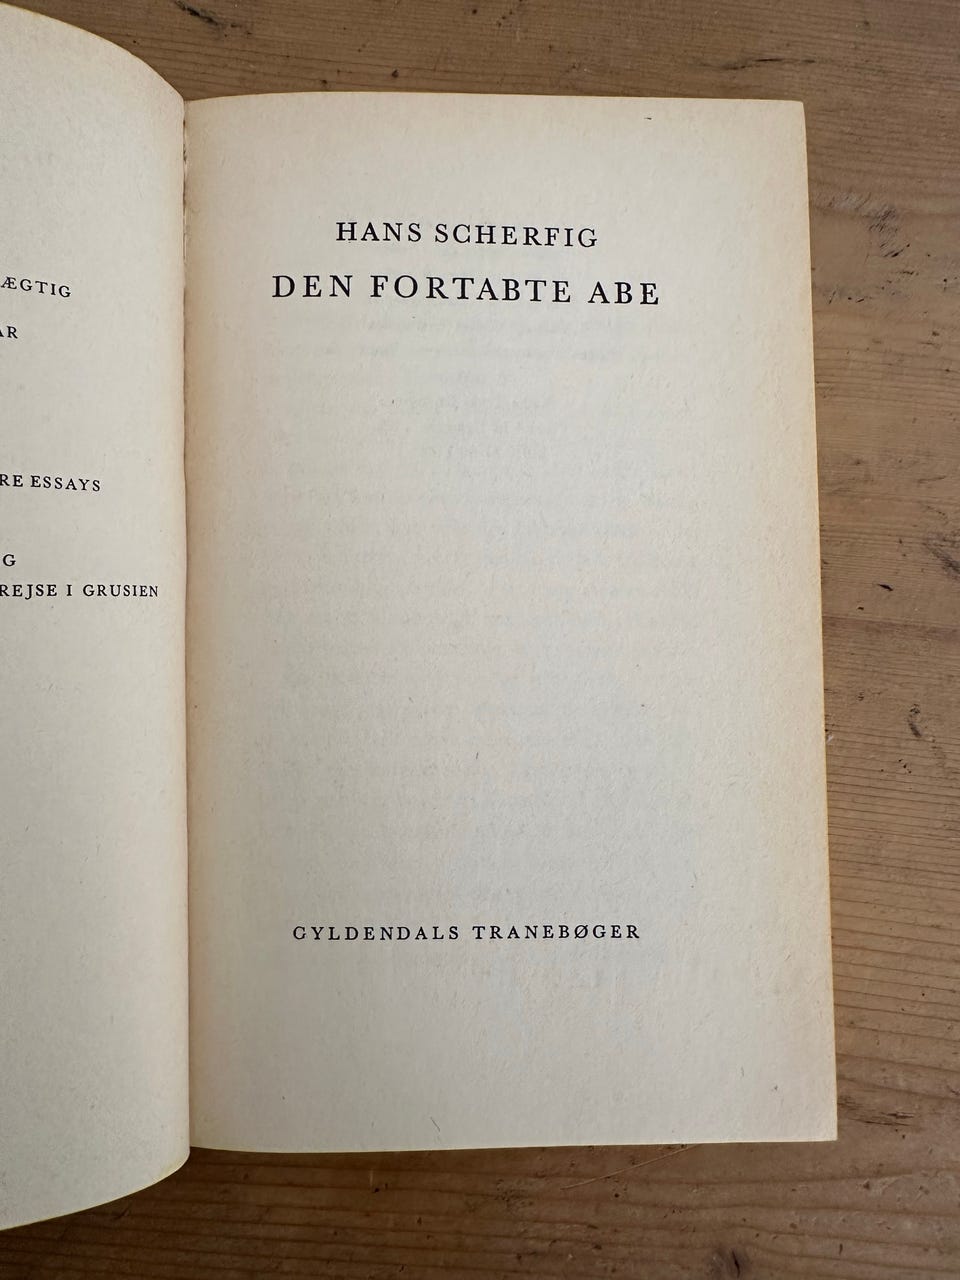 ÆGTIG
AR
RE ESSAYS
G
REJSE I GRUSIEN
HANS SCHERFIG
DEN FORTABTE ABE
GYLDENDALS TRANEBØGER